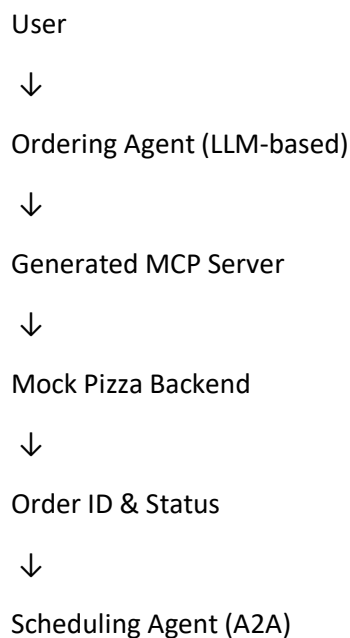 User
↓
Ordering Agent (LLM-based)
↓
Generated MCP Server
↓
Mock Pizza Backend
↓
Order ID & Status
↓
Scheduling Agent (A2A)